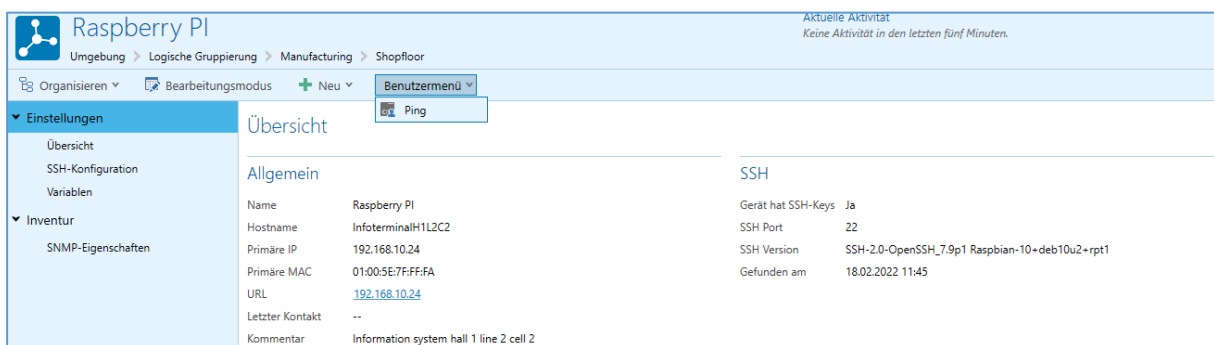 Raspberry PI
Aktuelle Aktivität
Keine Aktivität in den letzten fünf Minuten.
Umgebung > Logische Gruppierung > Manufacturing > Shopfloor
Organisieren Bearbeitungsmodus Neu Benutzermenü
Ping
Einstellungen
Übersicht
SSH-Konfiguration
Variablen
Inventur
SNMP-Eigenschaften
Übersicht
Allgemein
Name Raspberry PI
Hostname InfoterminalH1L2C2
Primäre IP 192.168.10.24
Primäre MAC 01:00:5E:7F:FF:FA
URL 192.168.10.24
Letzter Kontakt --
Kommentar Information system hall 1 line 2 cell 2
SSH
Gerät hat SSH-Keys Ja
SSH Port 22
SSH Version SSH-2.0-OpenSSH_7.9p1 Raspbian-10+deb10u2+rpt1
Gefunden am 18.02.2022 11:45